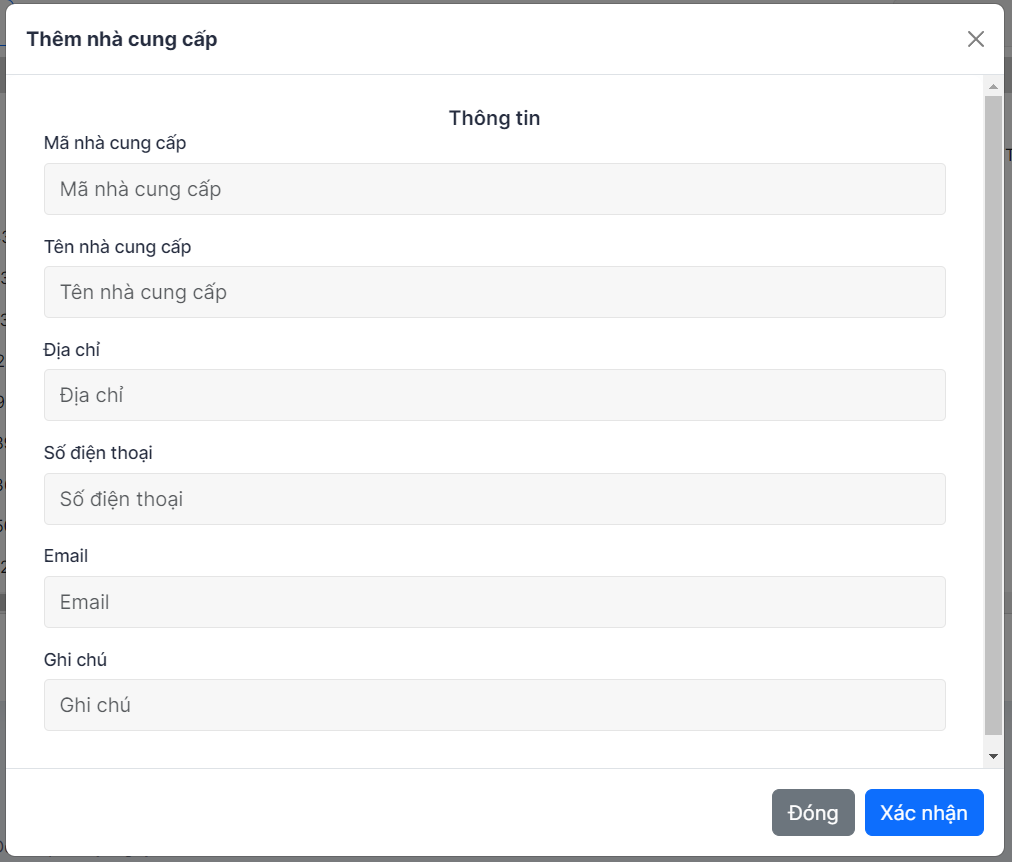 Thêm nhà cung cấp
Thông tin
Mã nhà cung cấp
Mã nhà cung cấp
Tên nhà cung cấp
Tên nhà cung cấp
Địa chỉ
Địa chỉ
Số điện thoại
Số điện thoại
Email
Email
Ghi chú
Ghi chú
Đóng
Xác nhận